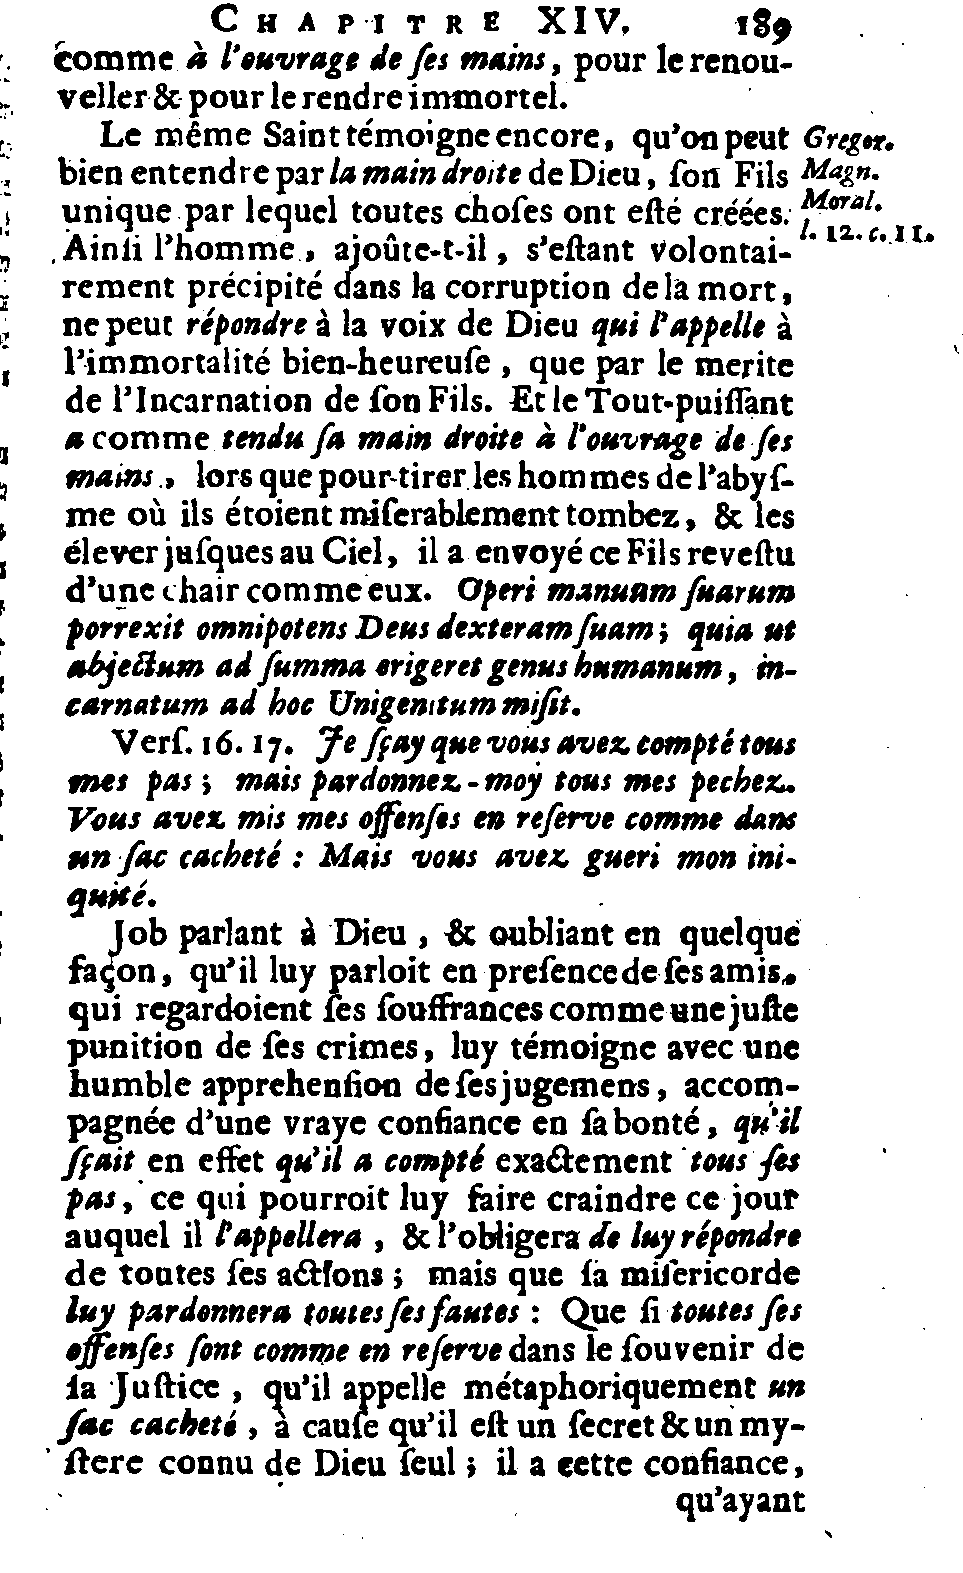 CHAPITRE XIV. 189
comme à l'ouvrage de ſes mains, pour le renou-
veller & pour le rendre immortel.
Le même Saint témoigne encore, qu'on peut
bien entendre par la main droite de Dieu, ſon Fils
unique par lequel toutes choſes ont eſté créées.
Ainſi l'homme, ajoûte-t-il, s'eſtant volontai-
rement précipité dans la corruption de la mort,
ne peut répondre à la voix de Dieu qui l'appelle à
l'immortalité bien-heureuſe, que par le merite
de l'Incarnation de ſon Fils. Et le Tout-puiſſant
a comme tendu ſa main droite à l'ouvrage de ſes
mains, lors que pour tirer les hommes de l'abyſ-
me où ils étoient miſerablement tombez, & les
élever juſques au Ciel, il a envoyé ce Fils reveſtu
d'une chair comme eux. Operi manuum ſuarum
porrexit omnipotens Deus dexteram ſuam; quia ut
abjectum ad ſumma erigeret genus humanum, in-
carnatum ad hoc Unigenitum miſit.
Verſ. 16. 17. Je ſçay que vous avez compté tous
mes pas; mais pardonnez-moy tous mes pechez.
Vous avez mis mes offenſes en reſerve comme dans
un ſac cacheté : Mais vous avez gueri mon ini-
quité.
Job parlant à Dieu, & oubliant en quelque
façon, qu'il luy parloit en preſence de ſes amis,
qui regardoient ſes ſouffrances comme une juſte
punition de ſes crimes, luy témoigne avec une
humble apprehenſion de ſes jugemens, accom-
pagnée d'une vraye confiance en ſa bonté, qu'il
ſçait en effet qu'il a compté exactement tous ſes
pas, ce qui pourroit luy faire craindre ce jour
auquel il l'appellera, & l'obligera de luy répondre
de toutes ſes actions; mais que ſa miſericorde
luy pardonnera toutes ſes fautes : Que ſi toutes ſes
offenſes ſont comme en reſerve dans le ſouvenir de
ſa Juſtice, qu'il appelle métaphoriquement un
ſac cacheté, à cauſe qu'il eſt un ſecret & un my-
ſtere connu de Dieu ſeul; il a cette confiance,
qu'ayant
Gregor.
Magn.
Moral.
l. 12. c. 11.